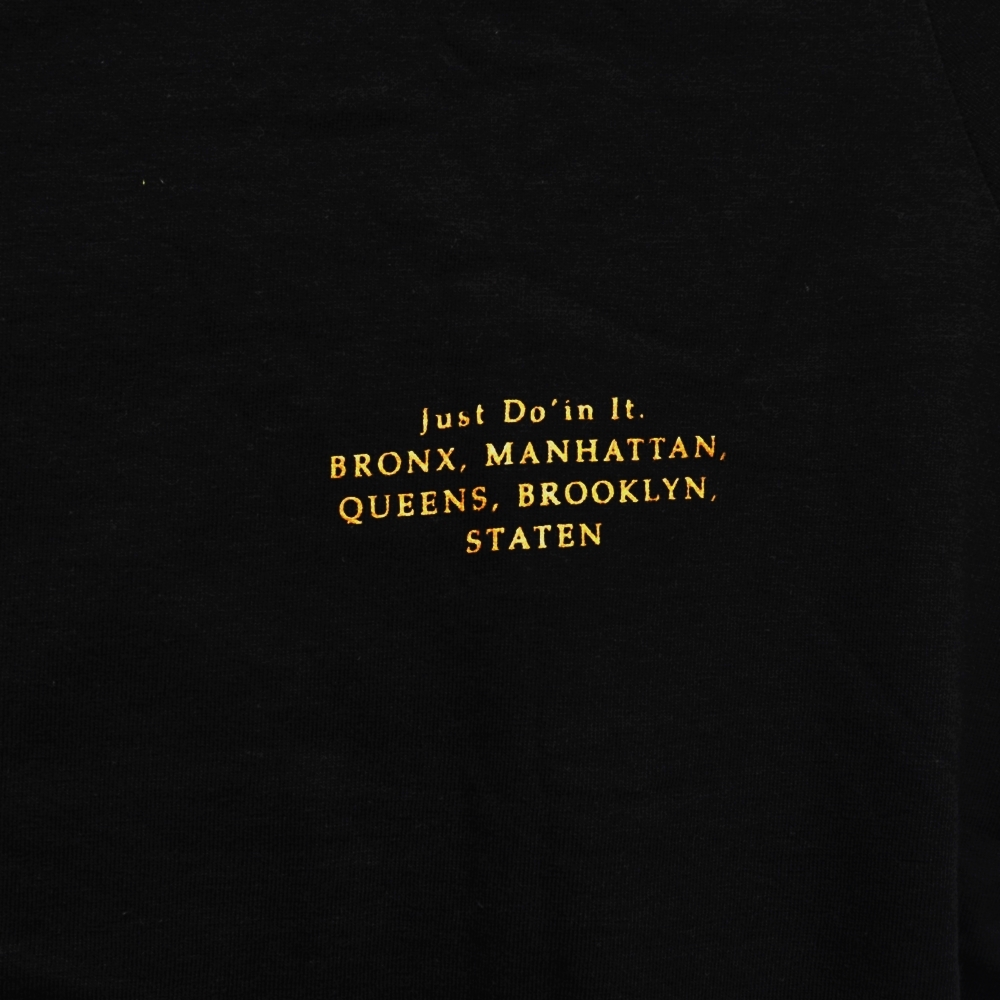 Just Do'in It.
BRONX, MANHATTAN,
QUEENS, BROOKLYN,
STATEN